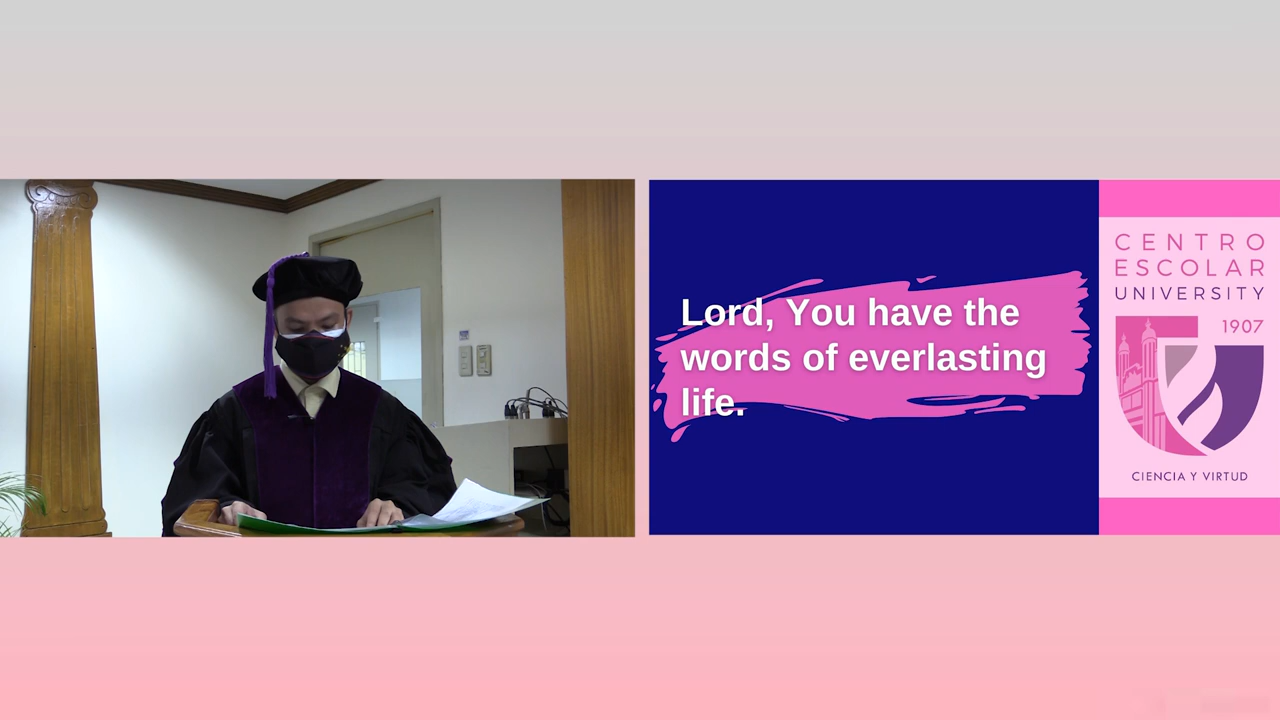 Lord, You have the
words of everlasting
life.
CENTRO
ESCOLAR
UNIVERSITY
1907
CIENCIA Y VIRTUD